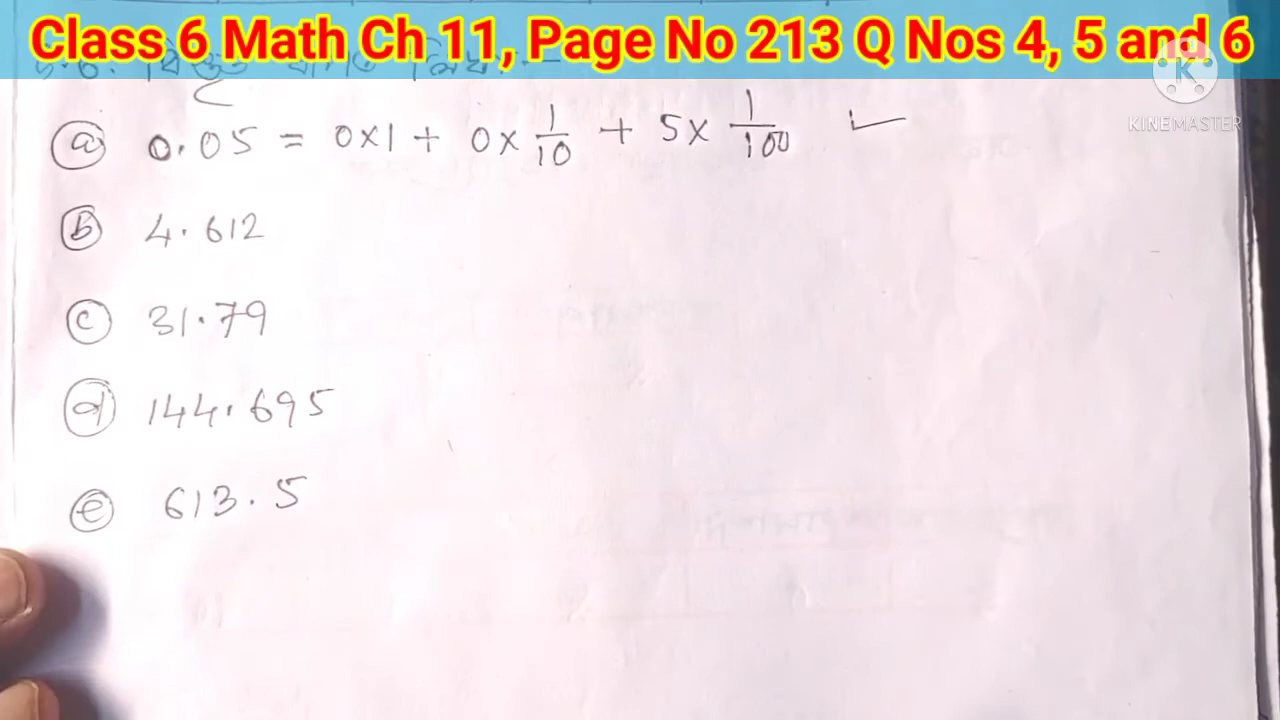 Class 6 Math Ch 11, Page No 213 Q Nos 4, 5 and 6
K
KINEMASTER
ⓐ 0.05 = 0×1 + 0× 1/10 + 5× 1/100 ✓
ⓑ 4.612
ⓒ 31.79
ⓓ 144.695
ⓔ 613.5